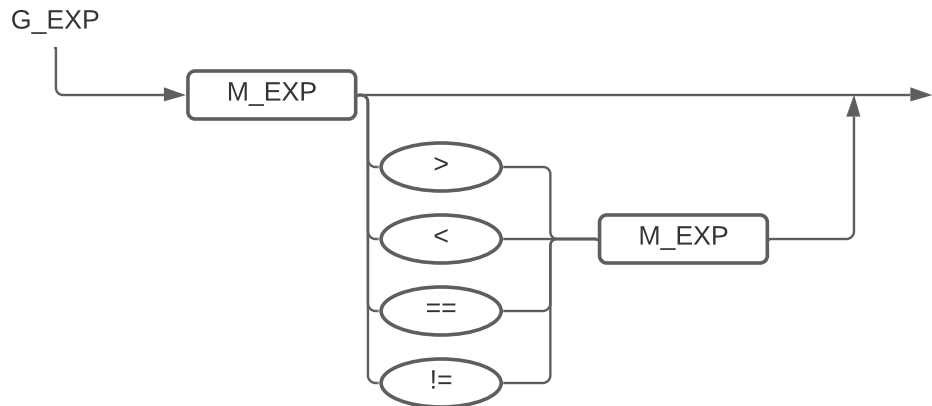 G_EXP
M_EXP
>
<
M_EXP
==
!=